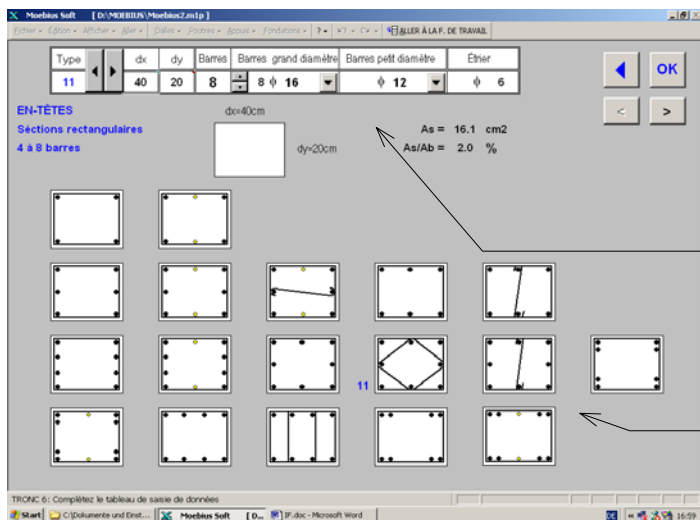 Moebius Soft [ D:\MOEBIUS\Moebius2.m1p ]
Fichier Édition Afficher Aller Dalles Poutres Appuis Fondations ? ALLER À LA F. DE TRAVAIL
Type dx dy Barres Barres grand diamètre Barres petit diamètre Étrier
11 40 20 8 8 ϕ 16 ϕ 12 ϕ 6
OK
< >
EN-TÊTES dx=40cm
Séctions rectangulaires As = 16.1 cm2
4 à 8 barres dy=20cm As/Ab = 2.0 %
11
TRONC 6: Complétez le tableau de saisie de données
Start C:\Dokumente und Einst... Moebius Soft [ D... IF.doc - Microsoft Word DE 16:59